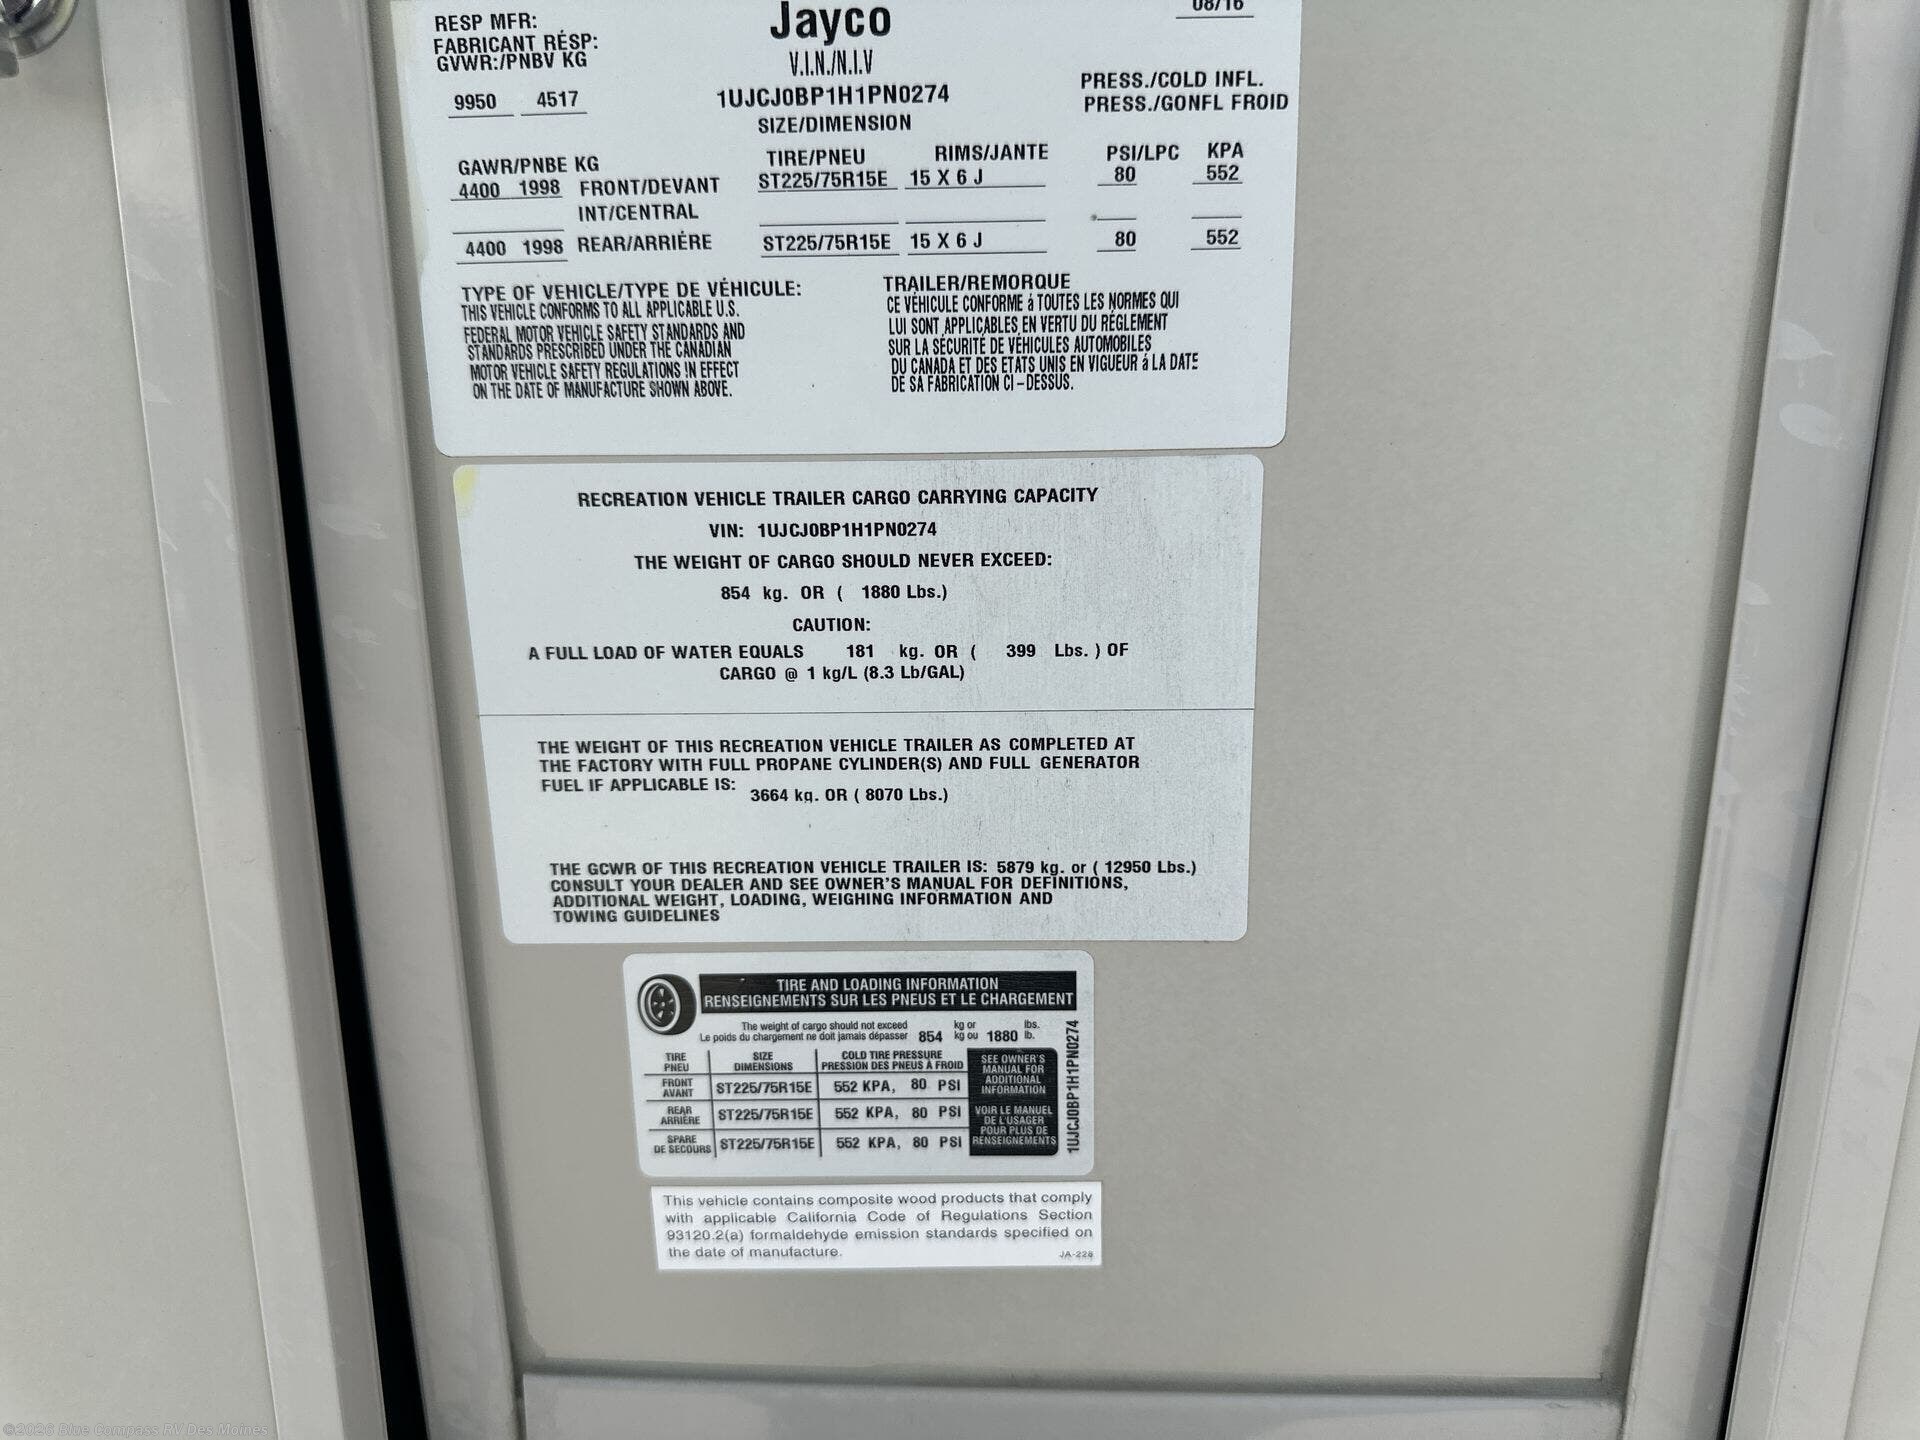 08/16
RESP MFR:
FABRICANT RÉSP:
Jayco
GVWR:/PNBV KG
V.I.N./N.I.V
9950 4517
1UJCJ0BP1H1PN0274
PRESS./COLD INFL.
PRESS./GONFL FROID
SIZE/DIMENSION
GAWR/PNBE KG TIRE/PNEU RIMS/JANTE PSI/LPC KPA
4400 1998 FRONT/DEVANT ST225/75R15E 15 X 6 J 80 552
INT/CENTRAL
4400 1998 REAR/ARRIÉRE ST225/75R15E 15 X 6 J 80 552
TYPE OF VEHICLE/TYPE DE VÉHICULE: TRAILER/REMORQUE
THIS VEHICLE CONFORMS TO ALL APPLICABLE U.S.
FEDERAL MOTOR VEHICLE SAFETY STANDARDS AND
STANDARDS PRESCRIBED UNDER THE CANADIAN
MOTOR VEHICLE SAFETY REGULATIONS IN EFFECT
ON THE DATE OF MANUFACTURE SHOWN ABOVE.
CE VÉHICULE CONFORME á TOUTES LES NORMES QUI
LUI SONT APPLICABLES EN VERTU DU RÉGLEMENT
SUR LA SÉCURITÉ DE VÉHICULES AUTOMOBILES
DU CANADA ET DES ETATS UNIS EN VIGUEUR á LA DATE
DE SA FABRICATION CI-DESSUS.
RECREATION VEHICLE TRAILER CARGO CARRYING CAPACITY
VIN: 1UJCJ0BP1H1PN0274
THE WEIGHT OF CARGO SHOULD NEVER EXCEED:
854 kg. OR ( 1880 Lbs.)
CAUTION:
A FULL LOAD OF WATER EQUALS 181 kg. OR ( 399 Lbs. ) OF
CARGO @ 1 kg/L (8.3 Lb/GAL)
THE WEIGHT OF THIS RECREATION VEHICLE TRAILER AS COMPLETED AT
THE FACTORY WITH FULL PROPANE CYLINDER(S) AND FULL GENERATOR
FUEL IF APPLICABLE IS: 3664 kg. OR ( 8070 Lbs.)
THE GCWR OF THIS RECREATION VEHICLE TRAILER IS: 5879 kg. or ( 12950 Lbs.)
CONSULT YOUR DEALER AND SEE OWNER'S MANUAL FOR DEFINITIONS,
ADDITIONAL WEIGHT, LOADING, WEIGHING INFORMATION AND
TOWING GUIDELINES
TIRE AND LOADING INFORMATION
RENSEIGNEMENTS SUR LES PNEUS ET LE CHARGEMENT
The weight of cargo should not exceed kg or lbs.
Le poids du chargement ne doit jamais dépasser 854 kg ou 1880 lb.
TIRE SIZE COLD TIRE PRESSURE
PNEU DIMENSIONS PRESSION DES PNEUS À FROID
FRONT
AVANT ST225/75R15E 552 KPA, 80 PSI
REAR
ARRIÈRE ST225/75R15E 552 KPA, 80 PSI
SPARE
DE SECOURS ST225/75R15E 552 KPA, 80 PSI
SEE OWNER'S
MANUAL FOR
ADDITIONAL
INFORMATION
VOIR LE MANUEL
DE L'USAGER
POUR PLUS DE
RENSEIGNEMENTS
1UJCJ0BP1H1PN0274
This vehicle contains composite wood products that comply
with applicable California Code of Regulations Section
93120.2(a) formaldehyde emission standards specified on
the date of manufacture.
JA-228
©2026 Blue Compass RV Des Moines